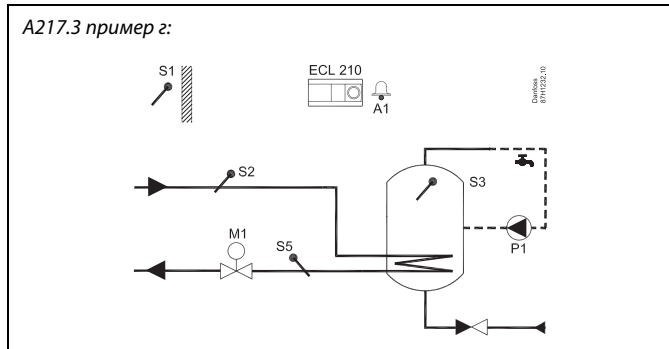 A217.3 пример г:
S1
ECL 210
A1
Danfoss
87H1232.10
S2
S3
M1
S5
P1